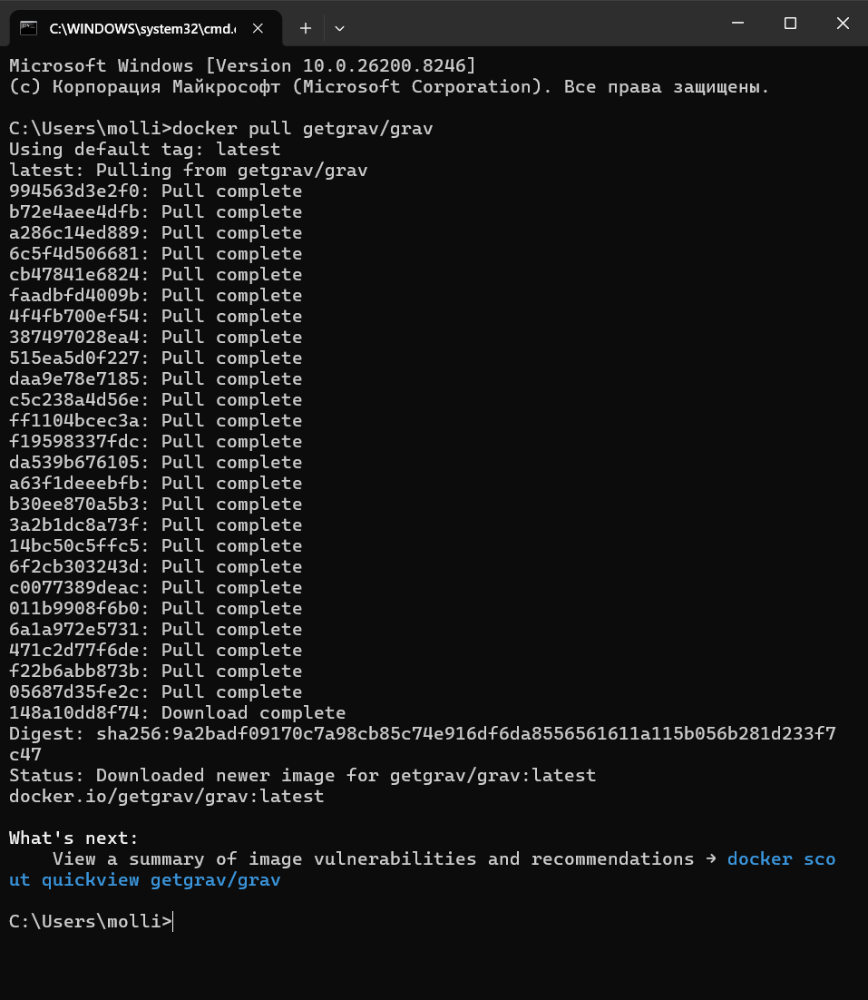 C:\WINDOWS\system32\cmd.
Microsoft Windows [Version 10.0.26200.8246]
(c) Корпорация Майкрософт (Microsoft Corporation). Все права защищены.
C:\Users\molli>docker pull getgrav/grav
Using default tag: latest
latest: Pulling from getgrav/grav
994563d3e2f0: Pull complete
b72e4aee4dfb: Pull complete
a286c14ed889: Pull complete
6c5f4d506681: Pull complete
cb47841e6824: Pull complete
faadbfd4009b: Pull complete
4f4fb700ef54: Pull complete
387497028ea4: Pull complete
515ea5d0f227: Pull complete
daa9e78e7185: Pull complete
c5c238a4d56e: Pull complete
ff1104bcec3a: Pull complete
f19598337fdc: Pull complete
da539b676105: Pull complete
a63f1deeebfb: Pull complete
b30ee870a5b3: Pull complete
3a2b1dc8a73f: Pull complete
14bc50c5ffc5: Pull complete
6f2cb303243d: Pull complete
c0077389deac: Pull complete
011b9908f6b0: Pull complete
6a1a972e5731: Pull complete
471c2d77f6de: Pull complete
f22b6abb873b: Pull complete
05687d35fe2c: Pull complete
148a10dd8f74: Download complete
Digest: sha256:9a2badf09170c7a98cb85c74e916df6da8556561611a115b056b281d233f7
c47
Status: Downloaded newer image for getgrav/grav:latest
docker.io/getgrav/grav:latest
What's next:
View a summary of image vulnerabilities and recommendations → docker sco
ut quickview getgrav/grav
C:\Users\molli>